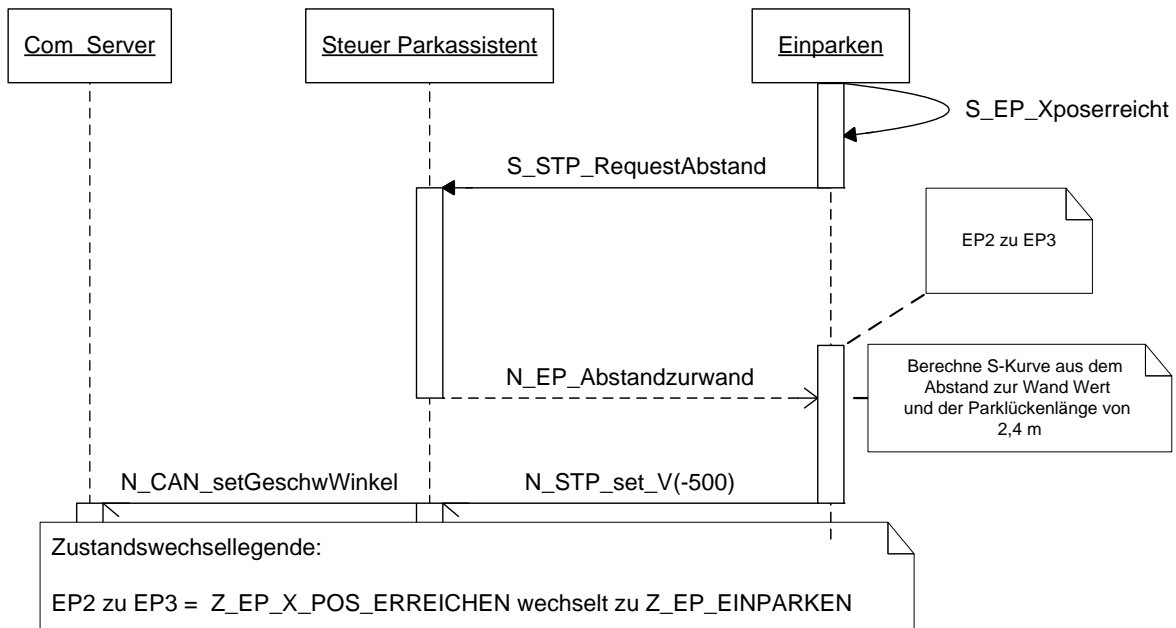 Com_Server
Steuer Parkassistent
Einparken
S_EP_Xposerreicht
S_STP_RequestAbstand
EP2 zu EP3
N_EP_Abstandzurwand
Berechne S-Kurve aus dem
Abstand zur Wand Wert
und der Parklückenlänge von
2,4 m
N_CAN_setGeschwWinkel
N_STP_set_V(-500)
Zustandswechsellegende:
EP2 zu EP3 = Z_EP_X_POS_ERREICHEN wechselt zu Z_EP_EINPARKEN